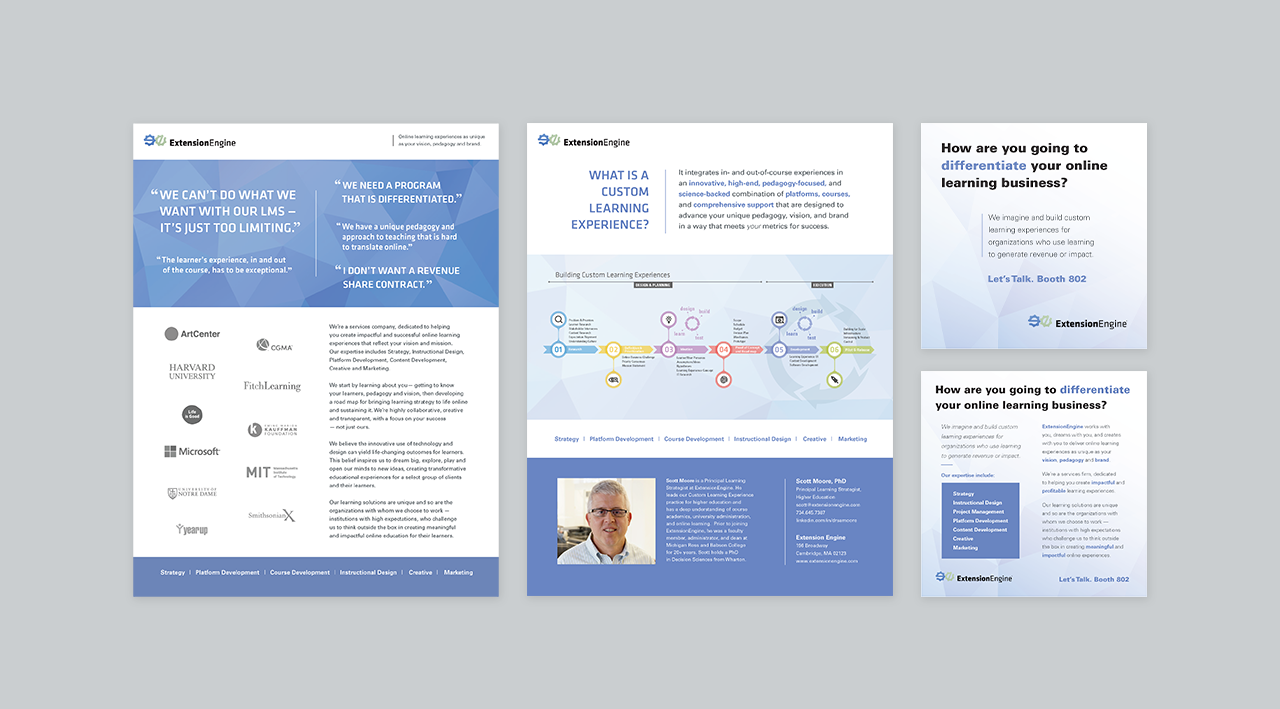 ExtensionEngine
Online learning experiences as unique
as your vision, pedagogy and brand.
“WE CAN’T DO WHAT WE
WANT WITH OUR LMS –
IT’S JUST TOO LIMITING.”
“The learner’s experience, in and out
of the course, has to be exceptional.”
“WE NEED A PROGRAM
THAT IS DIFFERENTIATED.”
“We have a unique pedagogy and
approach to teaching that is hard
to translate online.”
“I DON’T WANT A REVENUE
SHARE CONTRACT.”
ArtCenter
CGMA
HARVARD
UNIVERSITY
FitchLearning
Life
is Good
KAUFFMAN
FOUNDATION
Microsoft
MIT
Massachusetts
Institute
of Technology
UNIVERSITY OF
NOTRE DAME
SmithsonianX
yearup
We’re a services company, dedicated to helping
you create impactful and successful online learning
experiences that reflect your vision and mission.
Our expertise includes Strategy, Instructional Design,
Platform Development, Content Development,
Creative and Marketing.
We start by learning about you— getting to know
your learners, pedagogy and vision, then developing
a road map for bringing learning strategy to life online
and sustaining it. We’re highly collaborative, creative
and transparent, with a focus on your success
— not just ours.
We believe the innovative use of technology and
design can yield life-changing outcomes for learners.
This belief inspires us to dream big, explore, play and
open our minds to new ideas, creating transformative
educational experiences for a select group of clients
and their learners.
Our learning solutions are unique and so are the
organizations with whom we choose to work —
institutions with high expectations, who challenge
us to think outside the box in creating meaningful
and impactful online education for their learners.
Strategy | Platform Development | Course Development | Instructional Design | Creative | Marketing
ExtensionEngine
WHAT IS A
CUSTOM
LEARNING
EXPERIENCE?
It integrates in- and out-of-course experiences in
an innovative, high-end, pedagogy-focused, and
science-backed combination of platforms, courses,
and comprehensive support that are designed to
advance your unique pedagogy, vision, and brand
in a way that meets your metrics for success.
Building Custom Learning Experiences
DESIGN & PLANNING
EXECUTION
design
build
learn
test
design
build
learn
test
01
02
03
04
05
06
Strategy | Platform Development | Course Development | Instructional Design | Creative | Marketing
Scott Moore is a Principal Learning
Strategist at ExtensionEngine. He
leads our Custom Learning Experience
practice for higher education and
has a deep understanding of course
academics, university administration,
and online learning. Prior to joining
ExtensionEngine, he was a faculty
member, administrator, and dean at
Michigan Ross and Babson College
for 25+ years. Scott holds a PhD
in Decision Sciences from Wharton.
Scott Moore, PhD
Principal Learning Strategist,
Higher Education
scott@extensionengine.com
734.645.7367
Extension Engine
Cambridge, MA
www.extensionengine.com
How are you going to
differentiate your online
learning business?
We imagine and build custom
learning experiences for
organizations who use learning
to generate revenue or impact.
Let’s Talk. Booth 802
ExtensionEngine
How are you going to differentiate
your online learning business?
We imagine and build custom
learning experiences for
organizations who use learning
to generate revenue or impact.
Our expertise include:
Strategy
Instructional Design
Project Management
Platform Development
Content Development
Creative
Marketing
ExtensionEngine works with
you, dreams with you, and creates
with you to deliver online learning
experiences as unique as your
vision, pedagogy and brand.
We’re a services firm, dedicated
to helping you create impactful and
profitable learning experiences.
Our learning solutions are unique
and so are the organizations with
whom we choose to work —
institutions with high expectations
who challenge us to think outside
the box in creating meaningful and
impactful online experiences.
ExtensionEngine
Let’s Talk. Booth 802